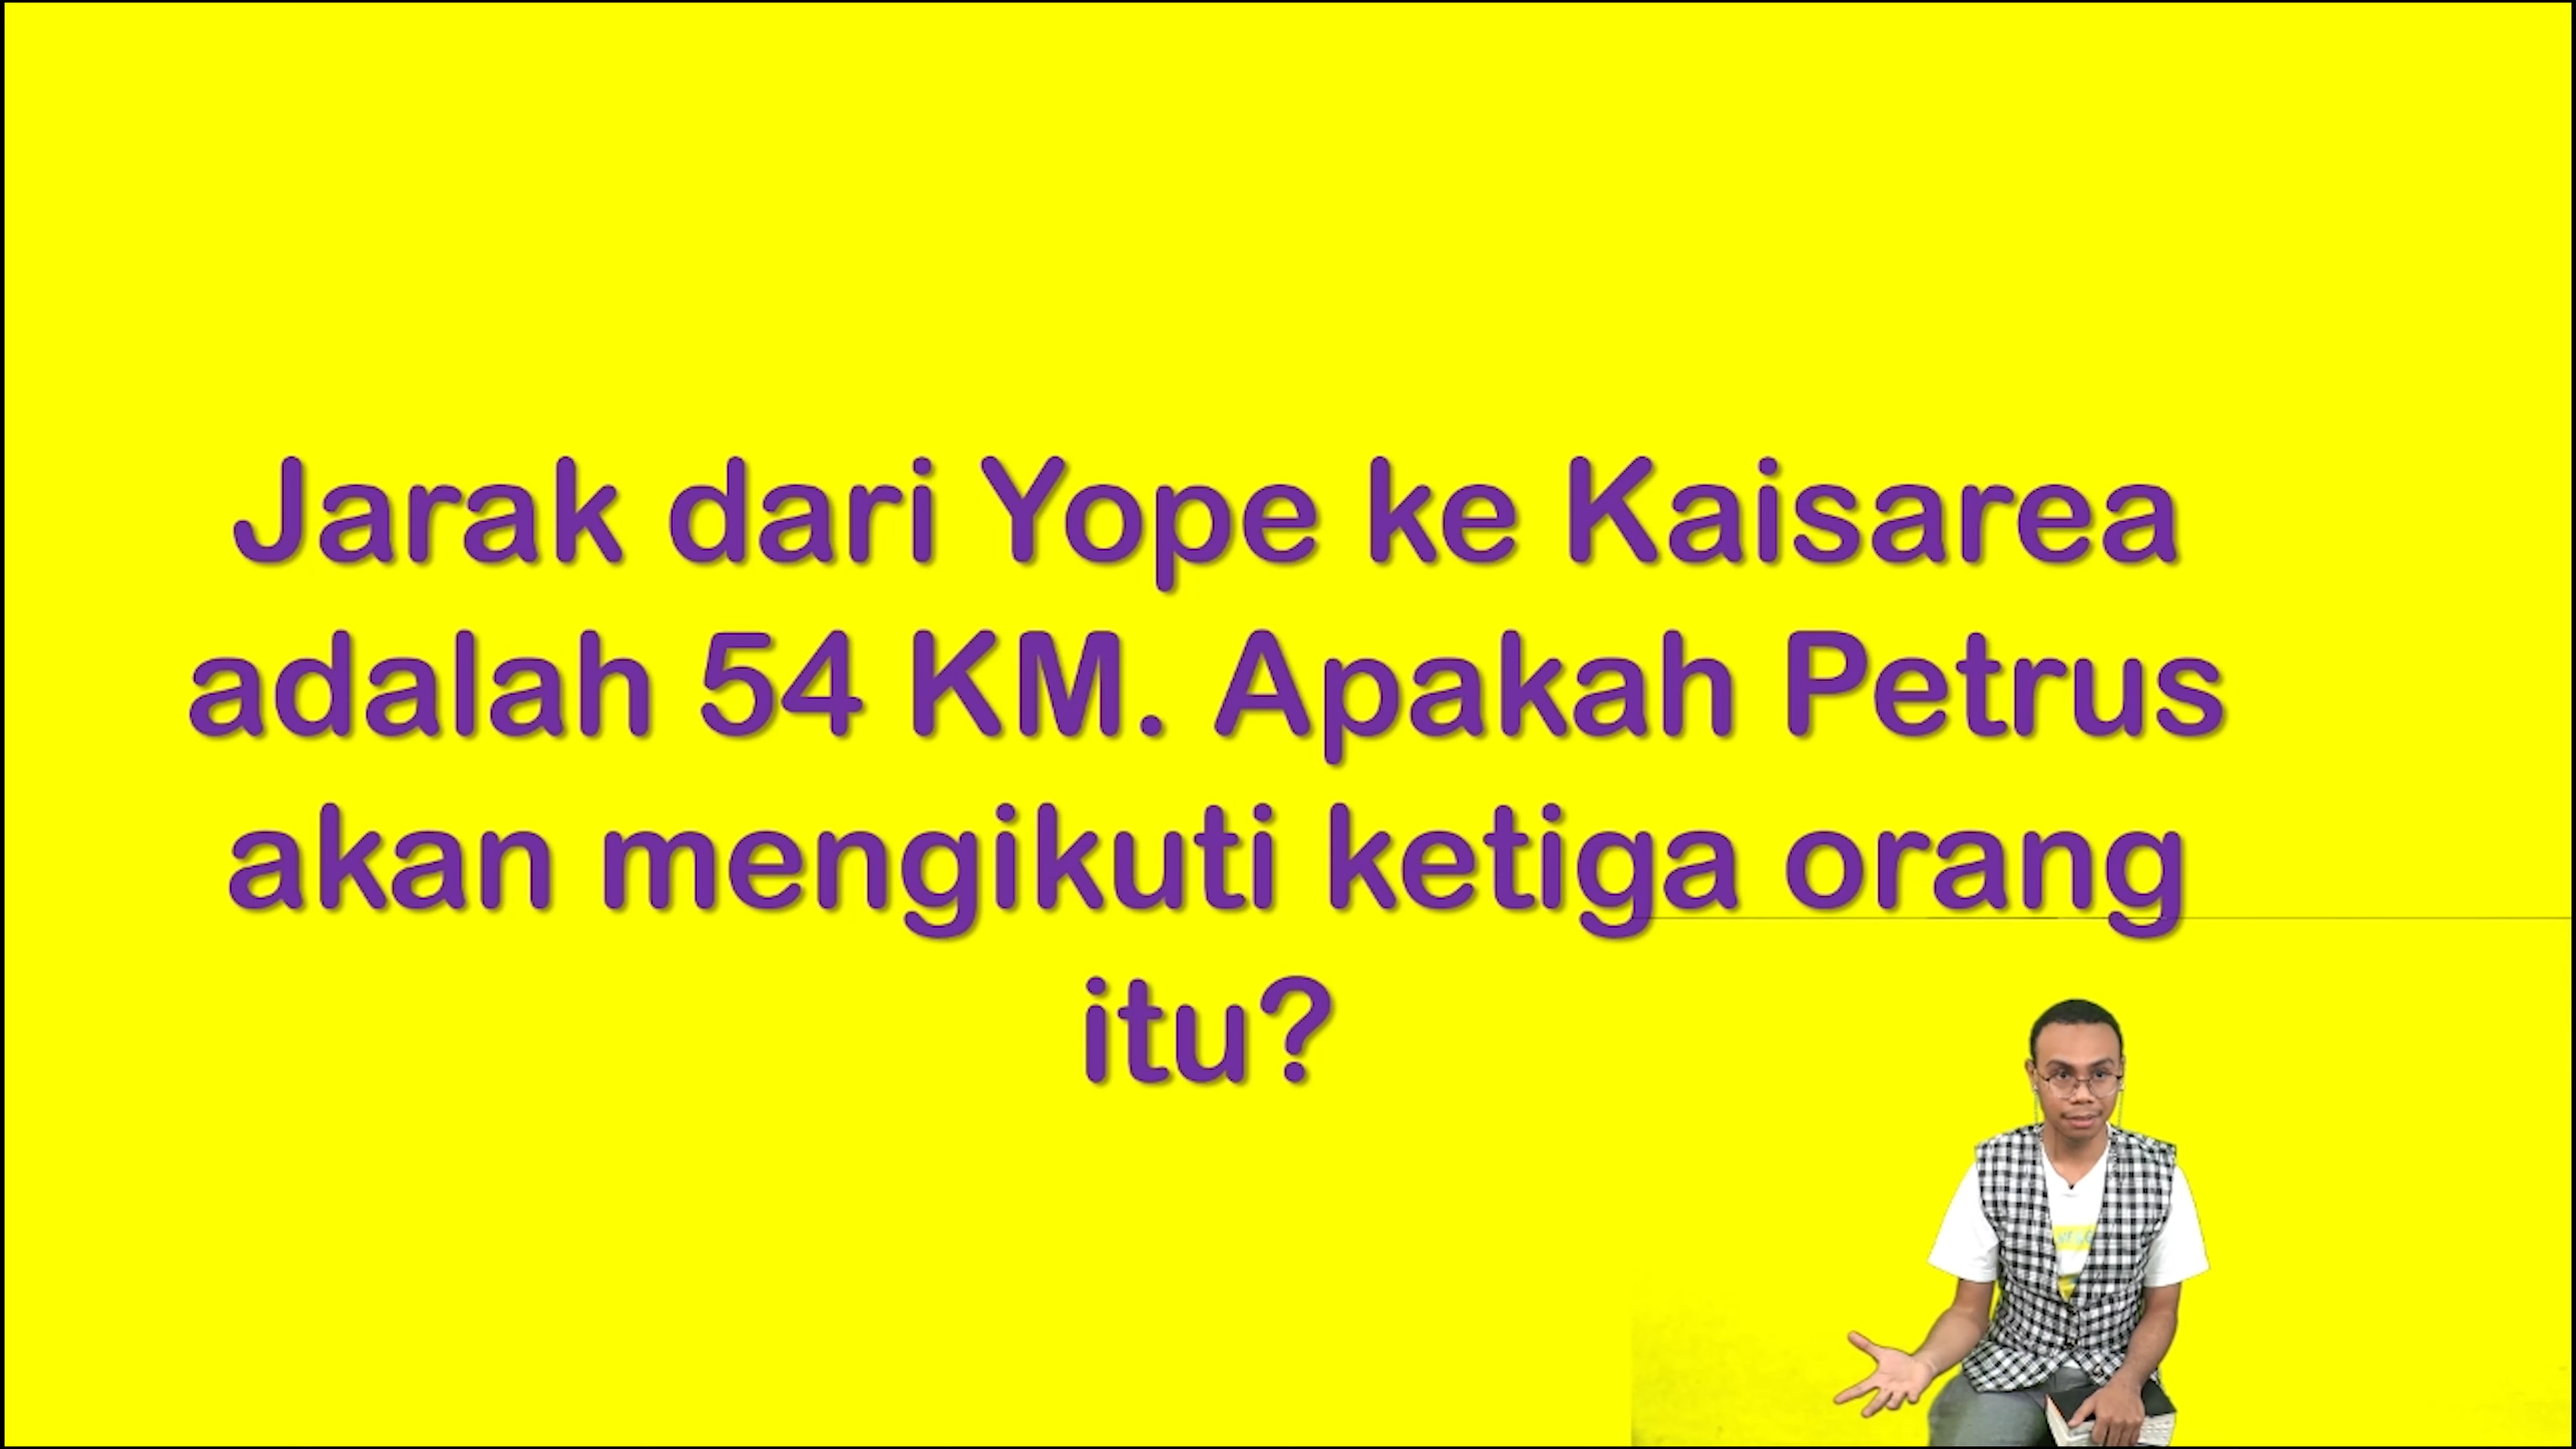 Jarak dari Yope ke Kaisarea
adalah 54 KM. Apakah Petrus
akan mengikuti ketiga orang
itu?